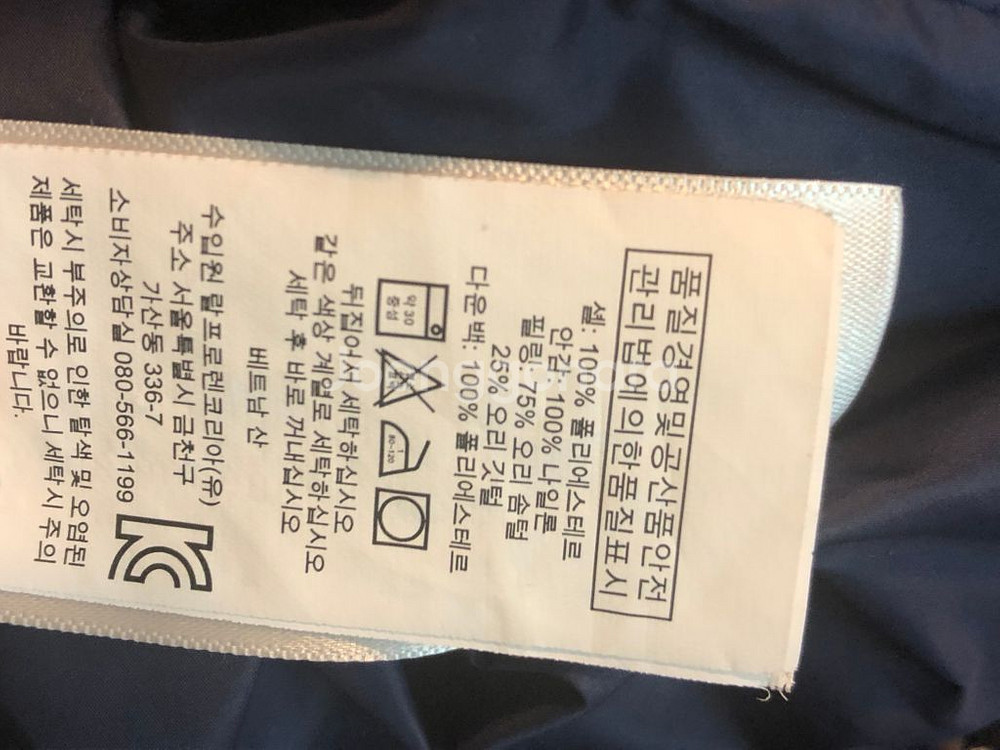 품질경영및공산품안전
관리법에의한품질표시
셸: 100% 폴리에스테르
안감: 100% 나일론
필링: 75% 오리 솜털
25% 오리 깃털
다운백: 100% 폴리에스테르
약 30
중성
80~120
뒤집어서 세탁하십시오
같은 색상 계열로 세탁하십시오
세탁 후 바로 꺼내십시오
베트남 산
수입원 랄프로렌코리아(유)
주소 서울특별시 금천구
가산동 336-7
소비자상담실 080-566-1199
세탁시 부주의로 인한 탈색 및 오염된
제품은 교환할 수 없으니 세탁시 주의
바랍니다.